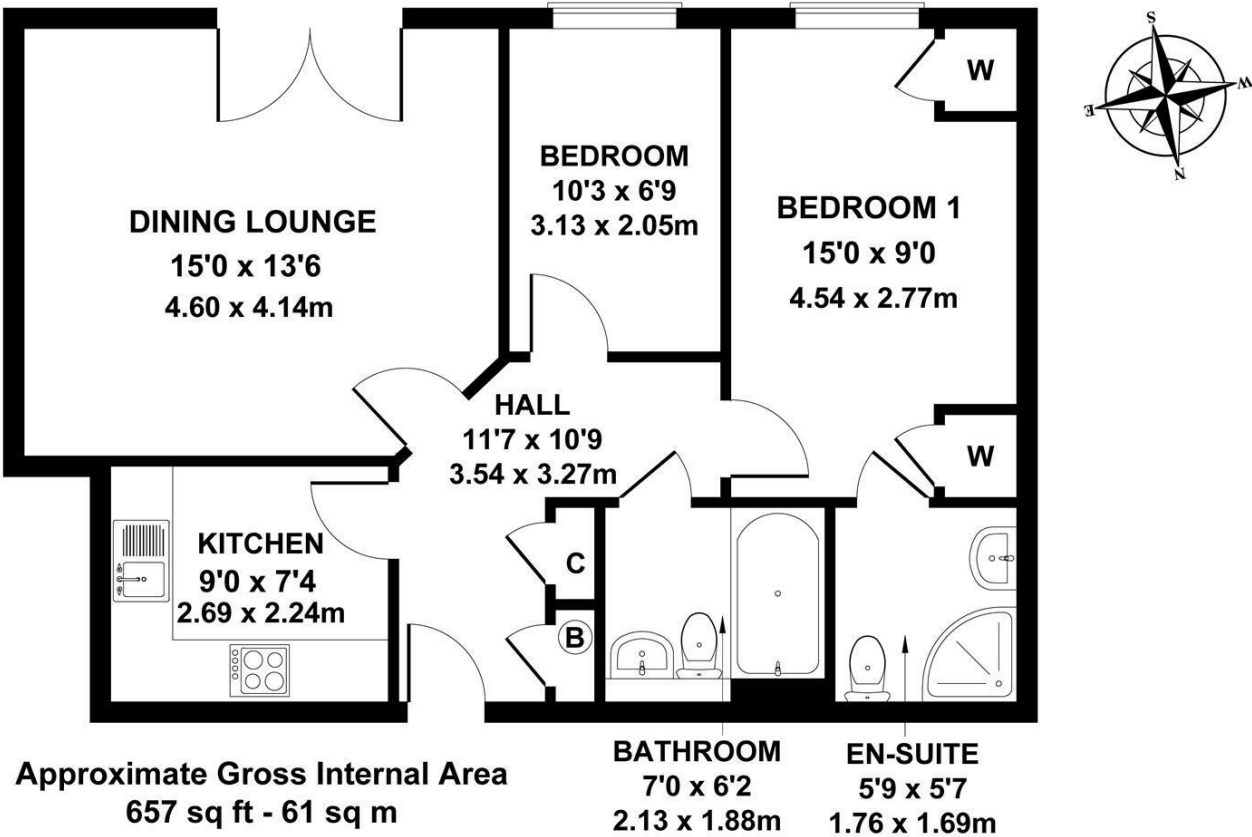 S
W
E
N
W
BEDROOM
10'3 x 6'9
3.13 x 2.05m
BEDROOM 1
15'0 x 9'0
4.54 x 2.77m
DINING LOUNGE
15'0 x 13'6
4.60 x 4.14m
HALL
11'7 x 10'9
3.54 x 3.27m
W
KITCHEN
9'0 x 7'4
2.69 x 2.24m
C
B
BATHROOM
7'0 x 6'2
2.13 x 1.88m
EN-SUITE
5'9 x 5'7
1.76 x 1.69m
Approximate Gross Internal Area
657 sq ft - 61 sq m